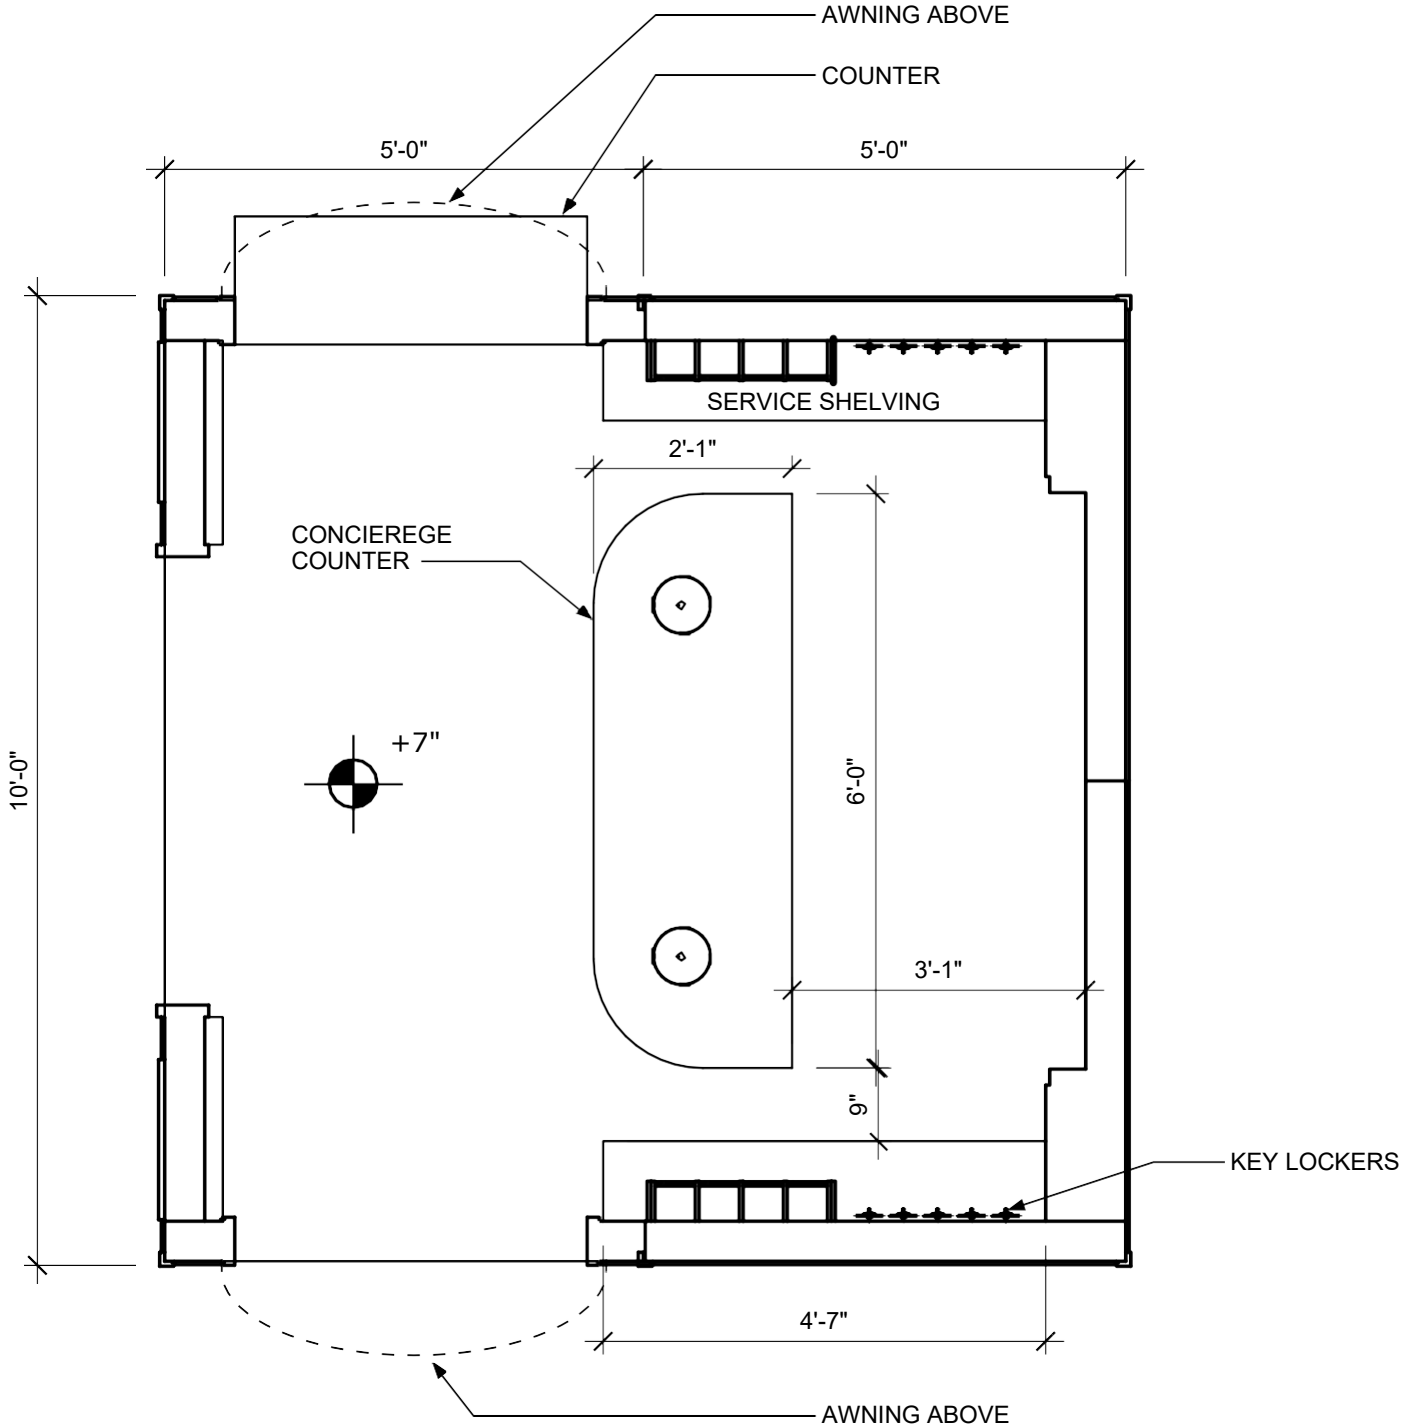 AWNING ABOVE
COUNTER
5'-0"
5'-0"
SERVICE SHELVING
2'-1"
CONCIEREGE
COUNTER
+7"
10'-0"
6'-0"
3'-1"
9"
KEY LOCKERS
4'-7"
AWNING ABOVE